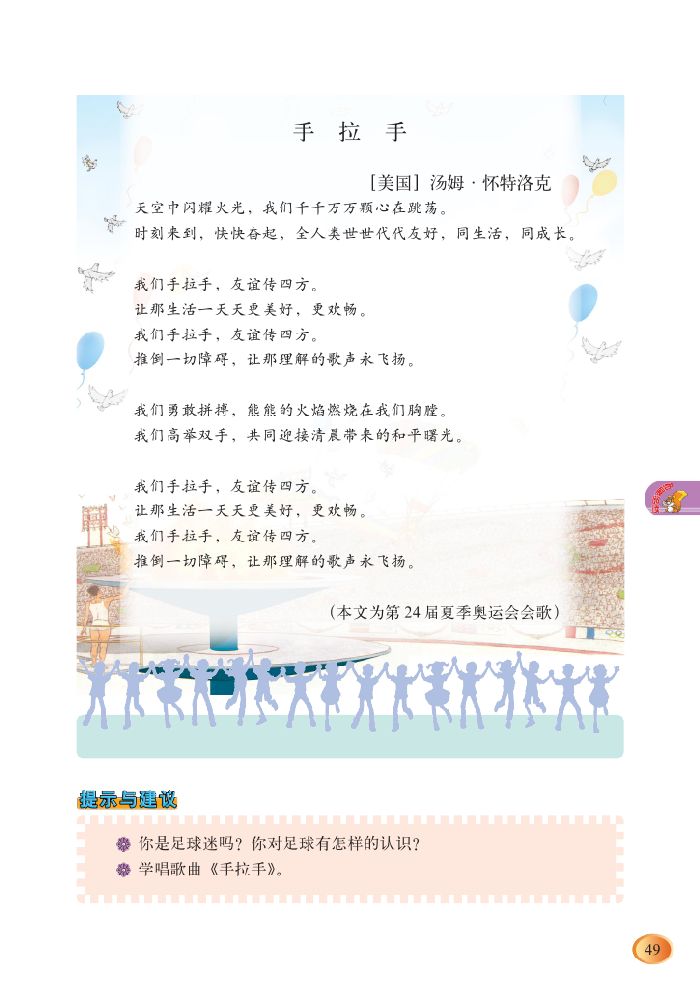 手 拉 手
［美国］汤姆·怀特洛克
天空中闪耀火光，我们千千万万颗心在跳荡。
时刻来到，快快奋起，全人类世世代代友好，同生活，同成长。
我们手拉手，友谊传四方。
让那生活一天天更美好，更欢畅。
我们手拉手，友谊传四方。
推倒一切障碍，让那理解的歌声永飞扬。
我们勇敢拼搏，熊熊的火焰燃烧在我们胸膛。
我们高举双手，共同迎接清晨带来的和平曙光。
我们手拉手，友谊传四方。
让那生活一天天更美好，更欢畅。
我们手拉手，友谊传四方。
推倒一切障碍，让那理解的歌声永飞扬。
（本文为第 24 届夏季奥运会会歌）
提示与建议
你是足球迷吗？你对足球有怎样的认识？
学唱歌曲《手拉手》。
49